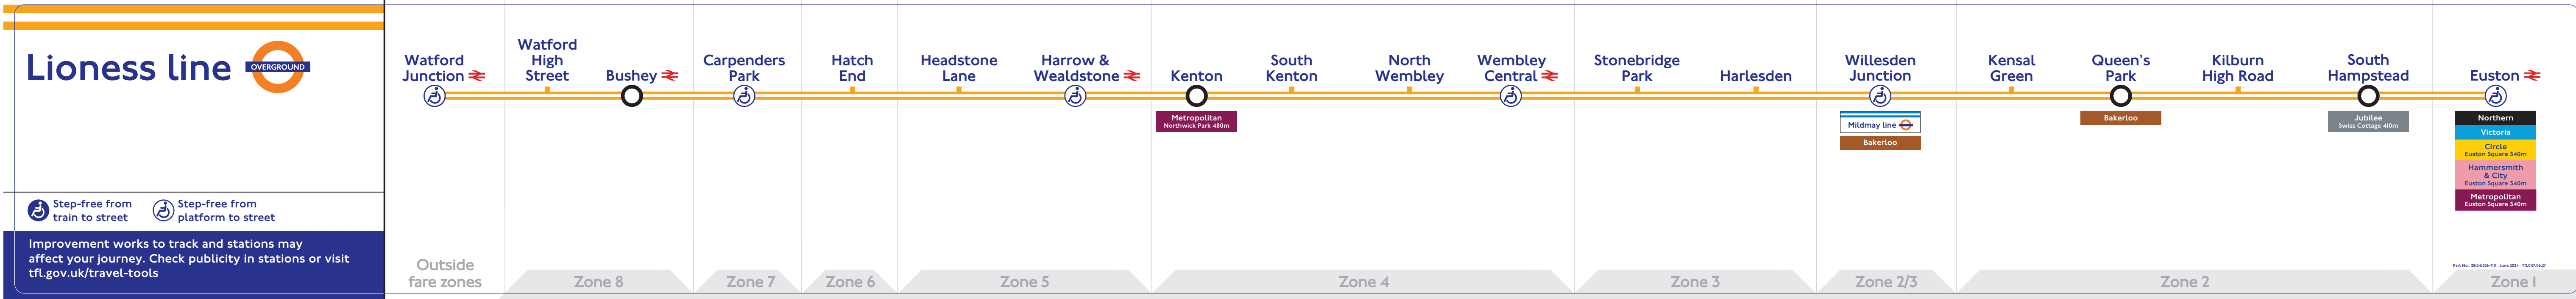 Lioness line
OVERGROUND
Step-free from
train to street
Step-free from
platform to street
Improvement works to track and stations may
affect your journey. Check publicity in stations or visit
tfl.gov.uk/travel-tools
Watford
Junction
Watford
High
Street
Bushey
Carpenders
Park
Hatch
End
Headstone
Lane
Harrow &
Wealdstone
Kenton
Metropolitan
Northwick Park 480m
South
Kenton
North
Wembley
Wembley
Central
Stonebridge
Park
Harlesden
Willesden
Junction
Mildmay line
Bakerloo
Kensal
Green
Queen's
Park
Bakerloo
Kilburn
High Road
South
Hampstead
Jubilee
Swiss Cottage 410m
Euston
Northern
Victoria
Circle
Euston Square 340m
Hammersmith
& City
Euston Square 340m
Metropolitan
Euston Square 340m
Outside
fare zones
Zone 8
Zone 7
Zone 6
Zone 5
Zone 4
Zone 3
Zone 2/3
Zone 2
Zone 1